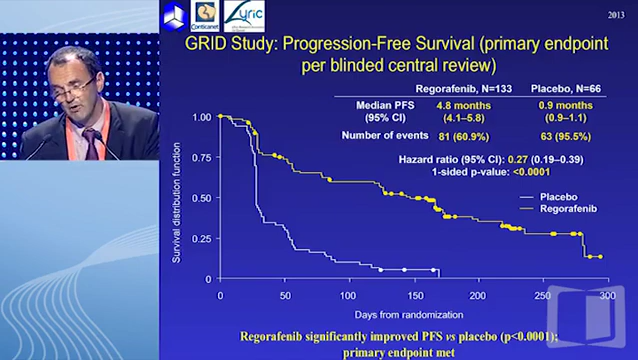 Conticanet
Lyric
2013
GRID Study: Progression-Free Survival (primary endpoint
per blinded central review)
Regorafenib, N=133 Placebo, N=66
Median PFS 4.8 months 0.9 months
(95% CI) (4.1–5.8) (0.9–1.1)
Number of events 81 (60.9%) 63 (95.5%)
Hazard ratio (95% CI): 0.27 (0.19–0.39)
1-sided p-value: <0.0001
Placebo
Regorafenib
Survival distribution function
1.00
0.75
0.50
0.25
0
0 50 100 150 200 250 300
Days from randomization
Regorafenib significantly improved PFS vs placebo (p<0.0001);
primary endpoint met